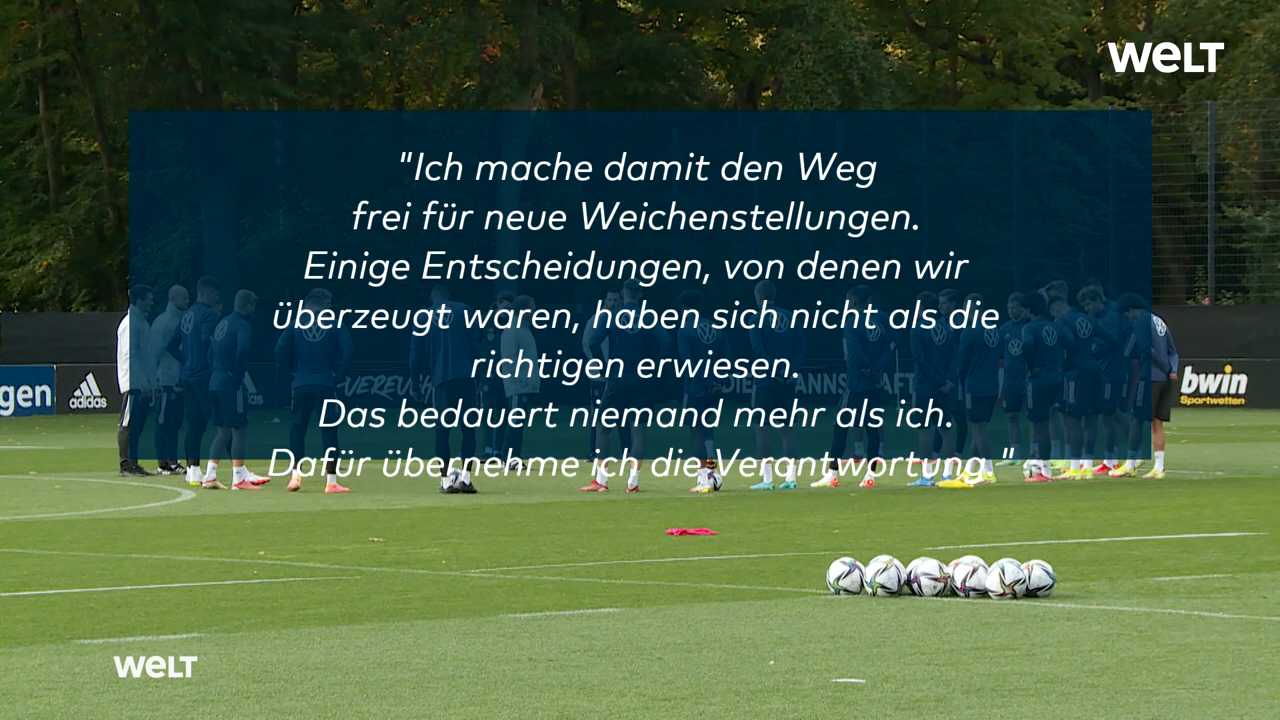 WELT
"Ich mache damit den Weg
frei für neue Weichenstellungen.
Einige Entscheidungen, von denen wir
überzeugt waren, haben sich nicht als die
richtigen erwiesen.
Das bedauert niemand mehr als ich.
Dafür übernehme ich die Verantwortung."
gen
adidas
DIE MANNSCHAFT
bwin
Sportwetten
WELT